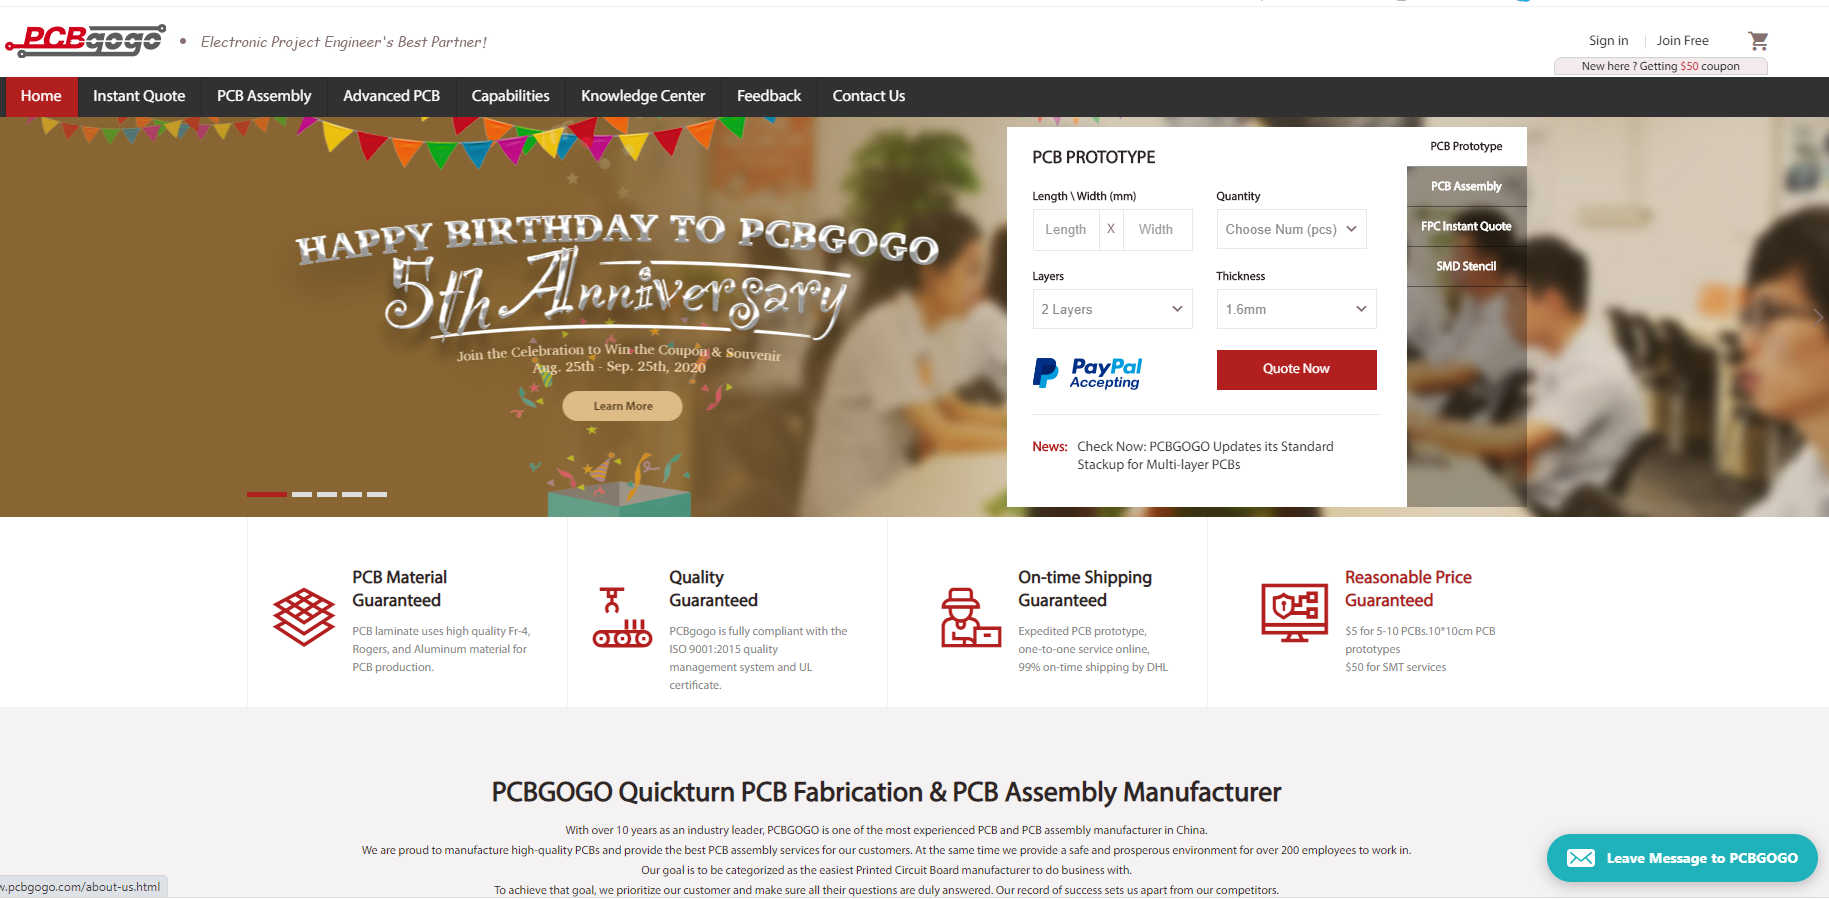 PCBgogo
• Electronic Project Engineer's Best Partner!
Sign in
Join Free
New here ? Getting $50 coupon
Home
Instant Quote
PCB Assembly
Advanced PCB
Capabilities
Knowledge Center
Feedback
Contact Us
HAPPY BIRTHDAY TO PCBGOGO
5th Anniversary
Join the Celebration to Win the Coupon & Souvenir
Aug. 25th - Sep. 25th, 2020
Learn More
PCB PROTOTYPE
Length \ Width (mm)
Quantity
Length X Width
Choose Num (pcs)
Layers
Thickness
2 Layers
1.6mm
PayPal
Accepting
Quote Now
News: Check Now: PCBGOGO Updates its Standard
Stackup for Multi-layer PCBs
PCB Prototype
PCB Assembly
FPC Instant Quote
SMD Stencil
PCB Material
Guaranteed
PCB laminate uses high quality Fr-4,
Rogers, and Aluminum material for
PCB production.
Quality
Guaranteed
PCBgogo is fully compliant with the
ISO 9001:2015 quality
management system and UL
certificate.
On-time Shipping
Guaranteed
Expedited PCB prototype,
one-to-one service online,
99% on-time shipping by DHL
Reasonable Price
Guaranteed
$5 for 5-10 PCBs.10*10cm PCB
prototypes
$50 for SMT services
PCBGOGO Quickturn PCB Fabrication & PCB Assembly Manufacturer
With over 10 years as an industry leader, PCBGOGO is one of the most experienced PCB and PCB assembly manufacturer in China.
We are proud to manufacture high-quality PCBs and provide the best PCB assembly services for our customers. At the same time we provide a safe and prosperous environment for over 200 employees to work in.
Our goal is to be categorized as the easiest Printed Circuit Board manufacturer to do business with.
To achieve that goal, we prioritize our customer and make sure all their questions are duly answered. Our record of success sets us apart from our competitors.
Leave Message to PCBGOGO
w.pcbgogo.com/about-us.html